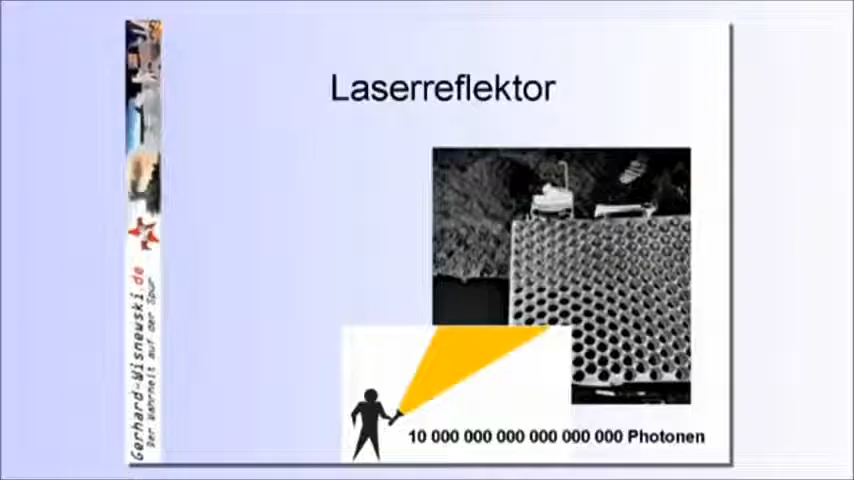 Laserreflektor
10 000 000 000 000 000 000 Photonen
Gerhard-Wisnewski.de
Der Wahrheit auf der Spur